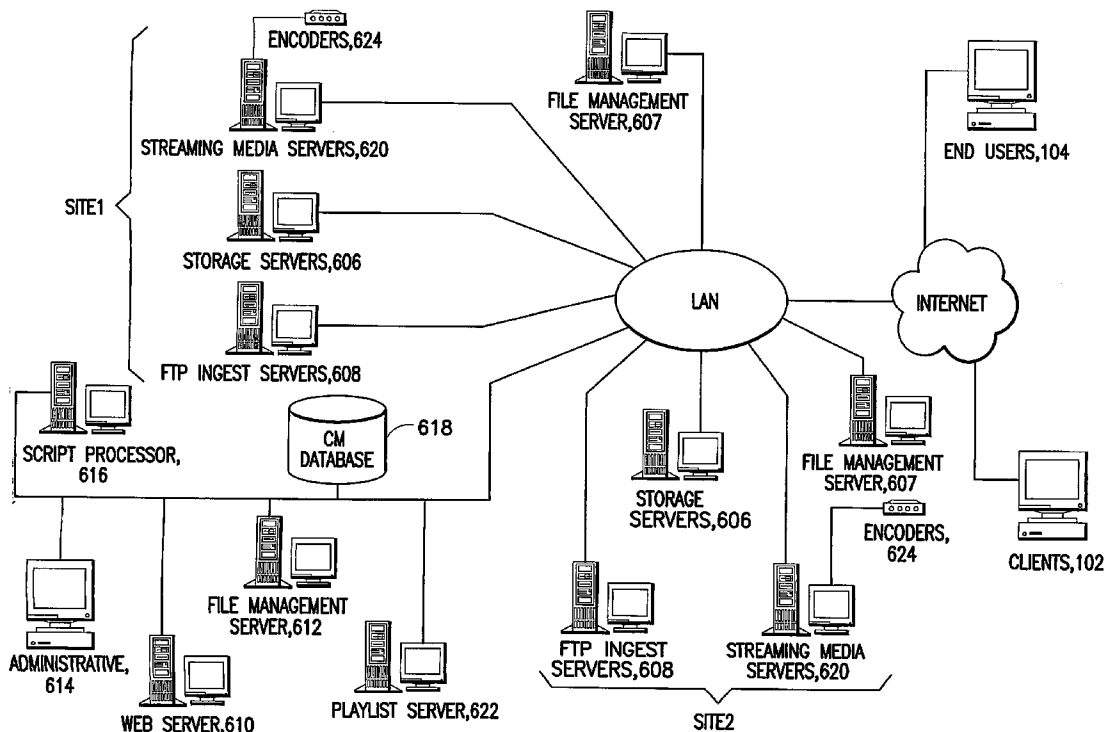 ENCODERS,624
STREAMING MEDIA SERVERS,620
SITE1
STORAGE SERVERS,606
FTP INGEST SERVERS,608
FILE MANAGEMENT
SERVER,607
END USERS,104
LAN
INTERNET
SCRIPT PROCESSOR,
616
CM
DATABASE
618
STORAGE
SERVERS,606
FILE MANAGEMENT
SERVER,607
ENCODERS,
624
CLIENTS,102
ADMINISTRATIVE,
614
WEB SERVER,610
FILE MANAGEMENT
SERVER,612
PLAYLIST SERVER,622
FTP INGEST
SERVERS,608
STREAMING MEDIA
SERVERS,620
SITE2